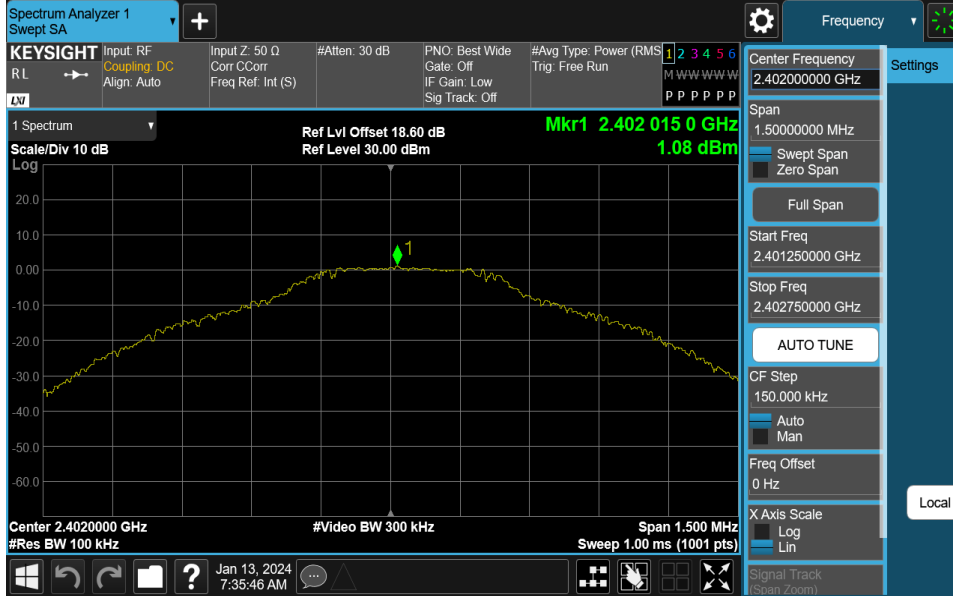 Spectrum Analyzer 1
Swept SA
+
Frequency
KEYSIGHT
RL
LXI
Input: RF
Coupling: DC
Align: Auto
Input Z: 50 Ω
Corr CCorr
Freq Ref: Int (S)
#Atten: 30 dB
PNO: Best Wide
Gate: Off
IF Gain: Low
Sig Track: Off
#Avg Type: Power (RMS
Trig: Free Run
1 2 3 4 5 6
M W W W W W
P P P P P P
1 Spectrum
Scale/Div 10 dB
Log
Ref Lvl Offset 18.60 dB
Ref Level 30.00 dBm
Mkr1 2.402 015 0 GHz
1.08 dBm
20.0
10.0
0.00
-10.0
-20.0
-30.0
-40.0
-50.0
-60.0
1
Center 2.4020000 GHz
#Res BW 100 kHz
#Video BW 300 kHz
Span 1.500 MHz
Sweep 1.00 ms (1001 pts)
?
Jan 13, 2024
7:35:46 AM
Center Frequency
2.402000000 GHz
Span
1.50000000 MHz
Swept Span
Zero Span
Full Span
Start Freq
2.401250000 GHz
Stop Freq
2.402750000 GHz
AUTO TUNE
CF Step
150.000 kHz
Auto
Man
Freq Offset
0 Hz
X Axis Scale
Log
Lin
Signal Track
(Span Zoom)
Settings
Local